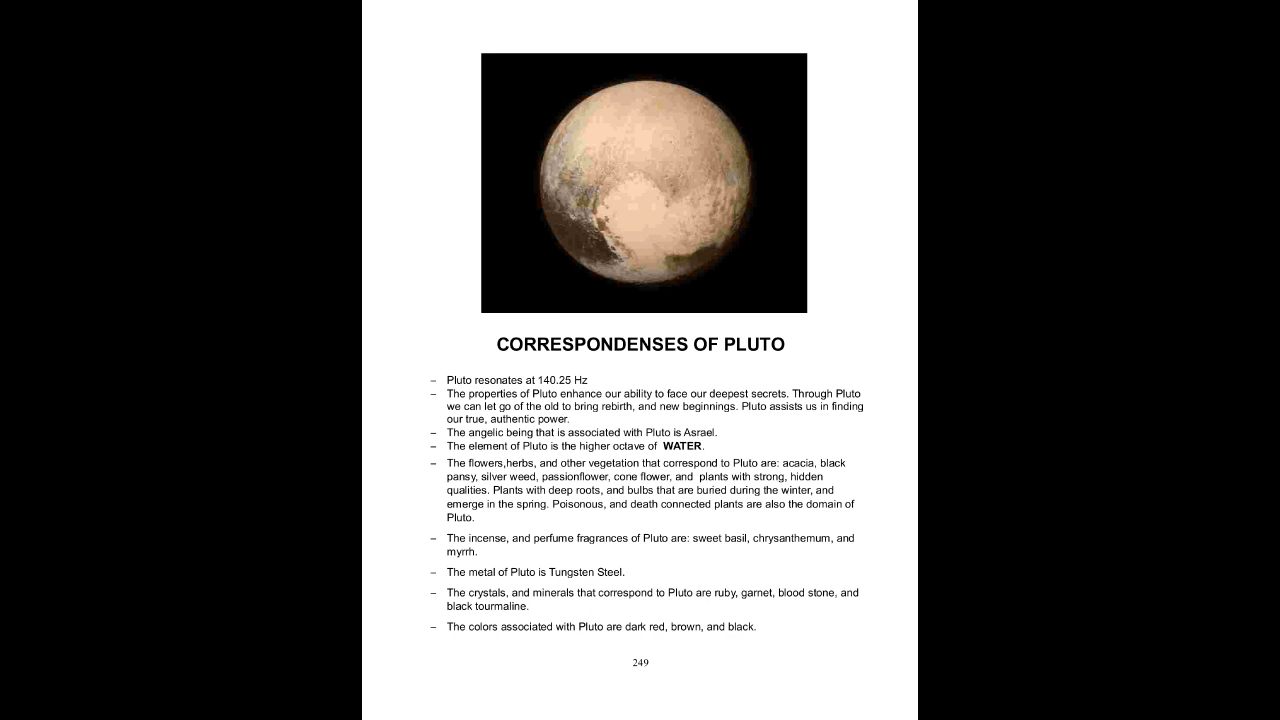 CORRESPONDENSES OF PLUTO
– Pluto resonates at 140.25 Hz
– The properties of Pluto enhance our ability to face our deepest secrets. Through Pluto
we can let go of the old to bring rebirth, and new beginnings. Pluto assists us in finding
our true, authentic power.
– The angelic being that is associated with Pluto is Asrael.
– The element of Pluto is the higher octave of  WATER.
– The flowers,herbs, and other vegetation that correspond to Pluto are: acacia, black
pansy, silver weed, passionflower, cone flower, and  plants with strong, hidden
qualities. Plants with deep roots, and bulbs that are buried during the winter, and
emerge in the spring. Poisonous, and death connected plants are also the domain of
Pluto.
– The incense, and perfume fragrances of Pluto are: sweet basil, chrysanthemum, and
myrrh.
– The metal of Pluto is Tungsten Steel.
– The crystals, and minerals that correspond to Pluto are ruby, garnet, blood stone, and
black tourmaline.
– The colors associated with Pluto are dark red, brown, and black.
249